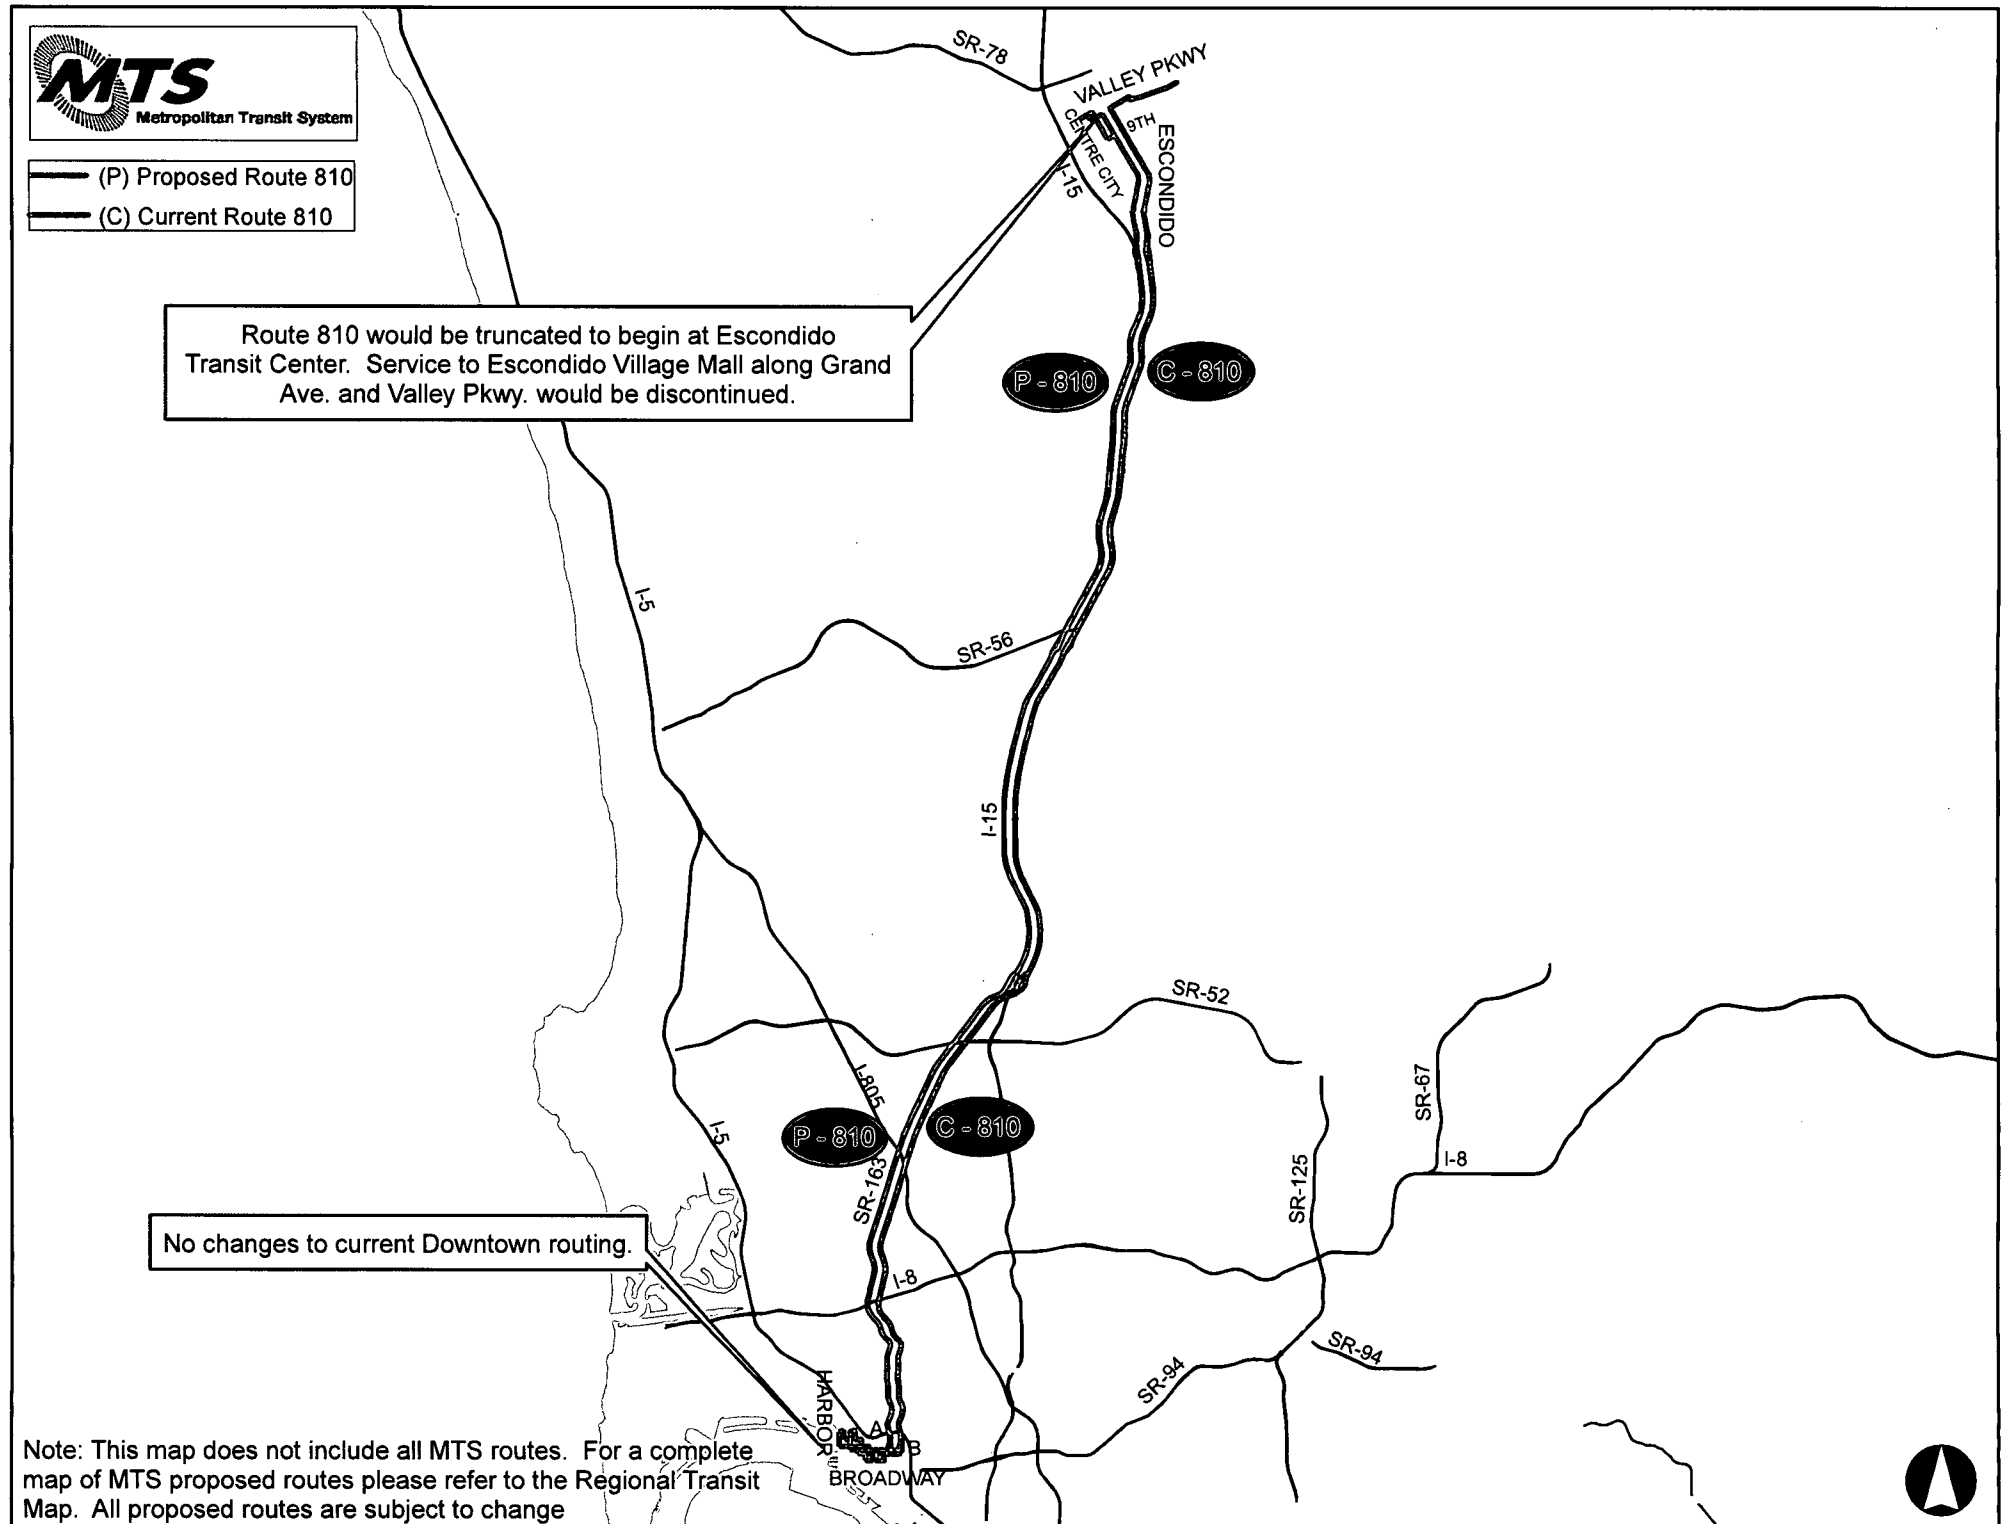 MTS
Metropolitan Transit System
(P) Proposed Route 810
(C) Current Route 810
SR-78
VALLEY PKWY
CENTRE CITY
9TH
ESCONDIDO
I-15
Route 810 would be truncated to begin at Escondido
Transit Center. Service to Escondido Village Mall along Grand
Ave. and Valley Pkwy. would be discontinued.
P - 810
C - 810
I-5
SR-56
I-15
SR-52
I-805
SR-67
P - 810
C - 810
I-5
SR-163
SR-125
I-8
No changes to current Downtown routing.
I-8
SR-94
SR-94
HARBOR
A
B
BROADWAY
Note: This map does not include all MTS routes. For a complete
map of MTS proposed routes please refer to the Regional Transit
Map. All proposed routes are subject to change